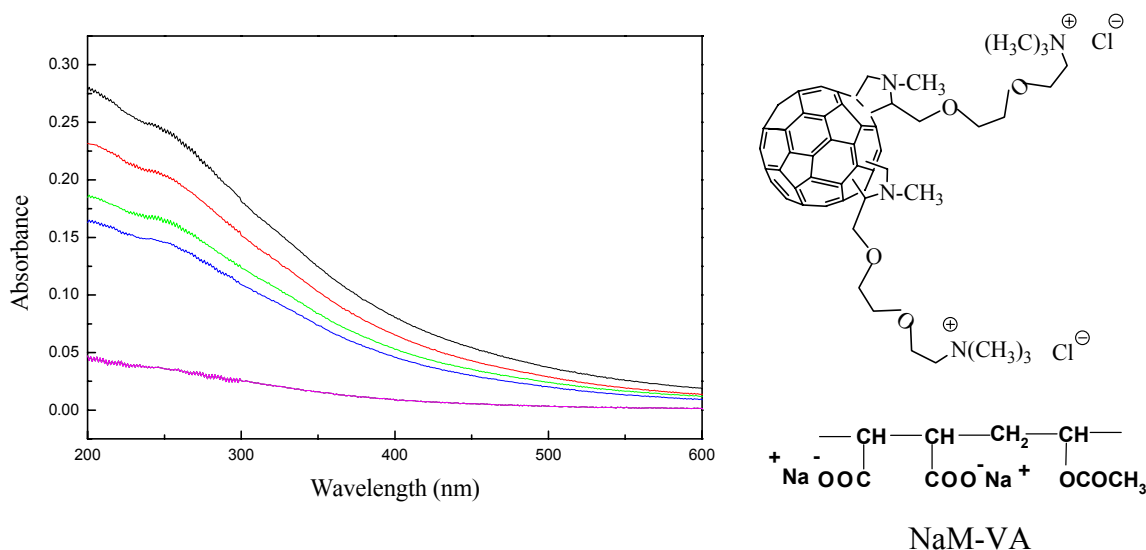 0.30
0.25
0.20
0.15
0.10
0.05
0.00
Absorbance
200 300 400 500 600
Wavelength (nm)
(H₃C)₃N ⊕ Cl ⊖
N-CH₃
O
O
N-CH₃
O
O
⊕
N(CH₃)₃ Cl ⊖
CH CH CH₂ CH
+ Na - OOC COO - Na + OCOCH₃
NaM-VA